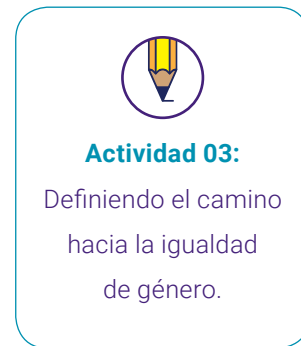 Actividad 03:
Definiendo el camino
hacia la igualdad
de género.